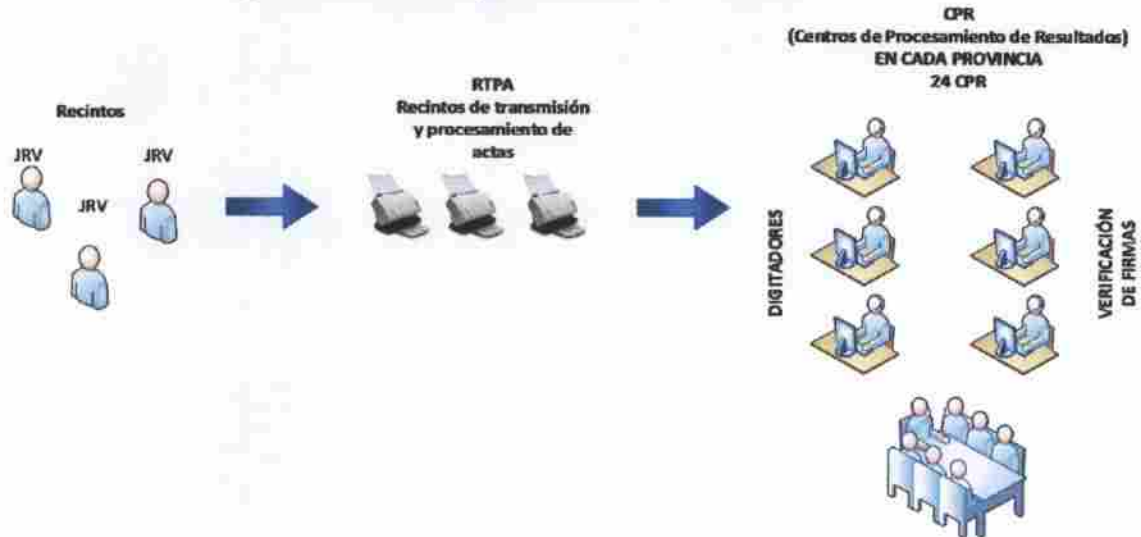 Recintos
JRV
JRV
JRV
RTPA
Recintos de transmisión
y procesamiento de
actas
CPR
(Centros de Procesamiento de Resultados)
EN CADA PROVINCIA
24 CPR
DIGITADORES
VERIFICACIÓN
DE FIRMAS